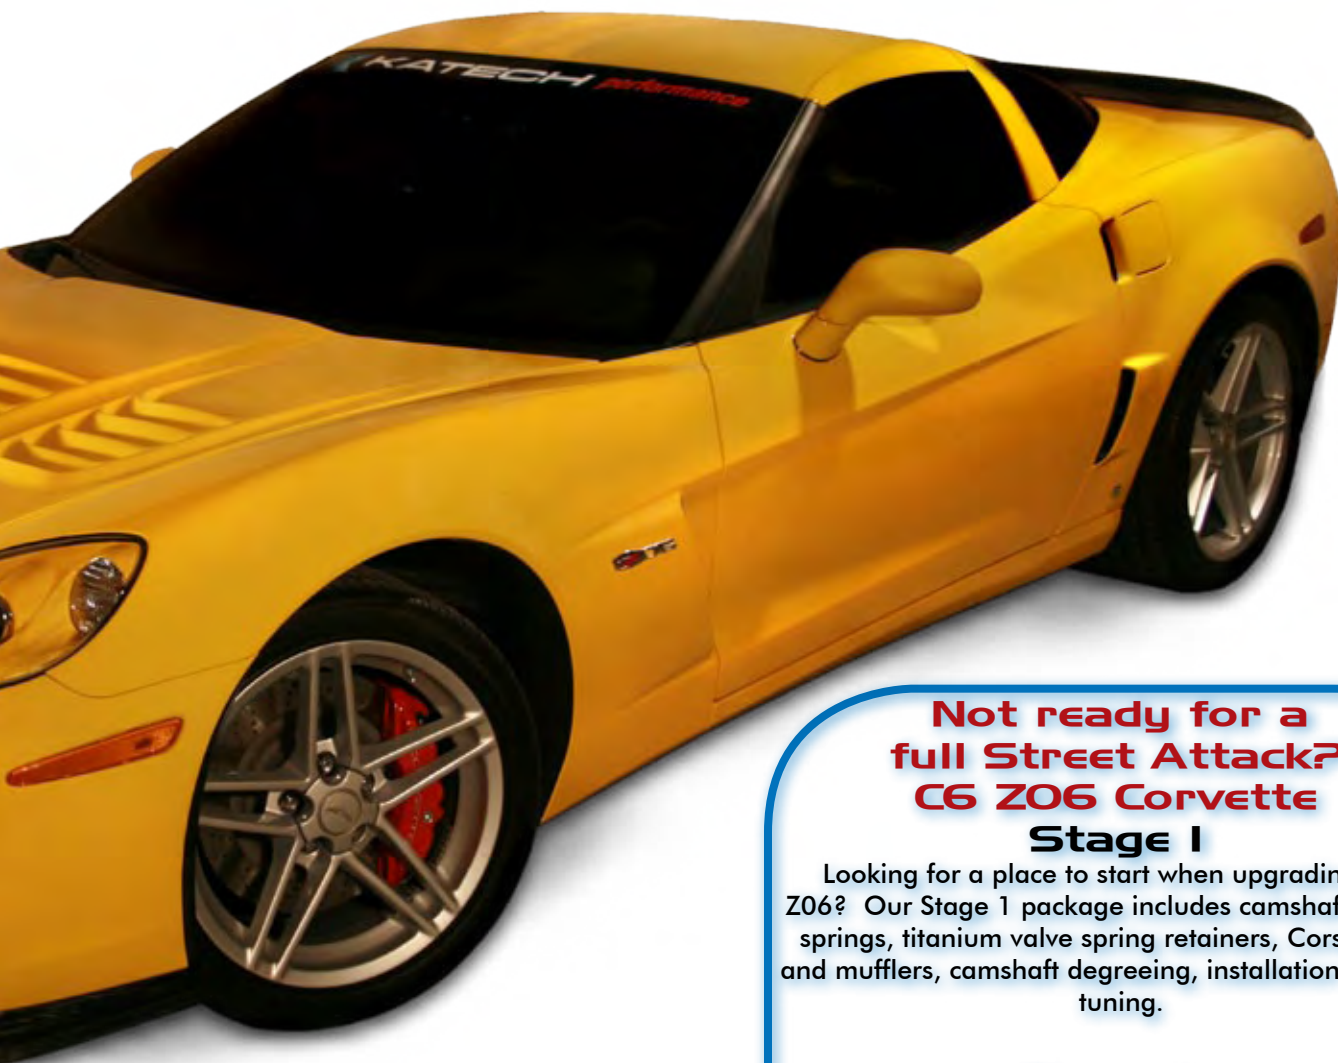 KATECH performance
Z06
Not ready for a
full Street Attack?
C6 Z06 Corvette
Stage 1
Looking for a place to start when upgradin
Z06? Our Stage 1 package includes camshaf
springs, titanium valve spring retainers, Cors
and mufflers, camshaft degreeing, installation
tuning.